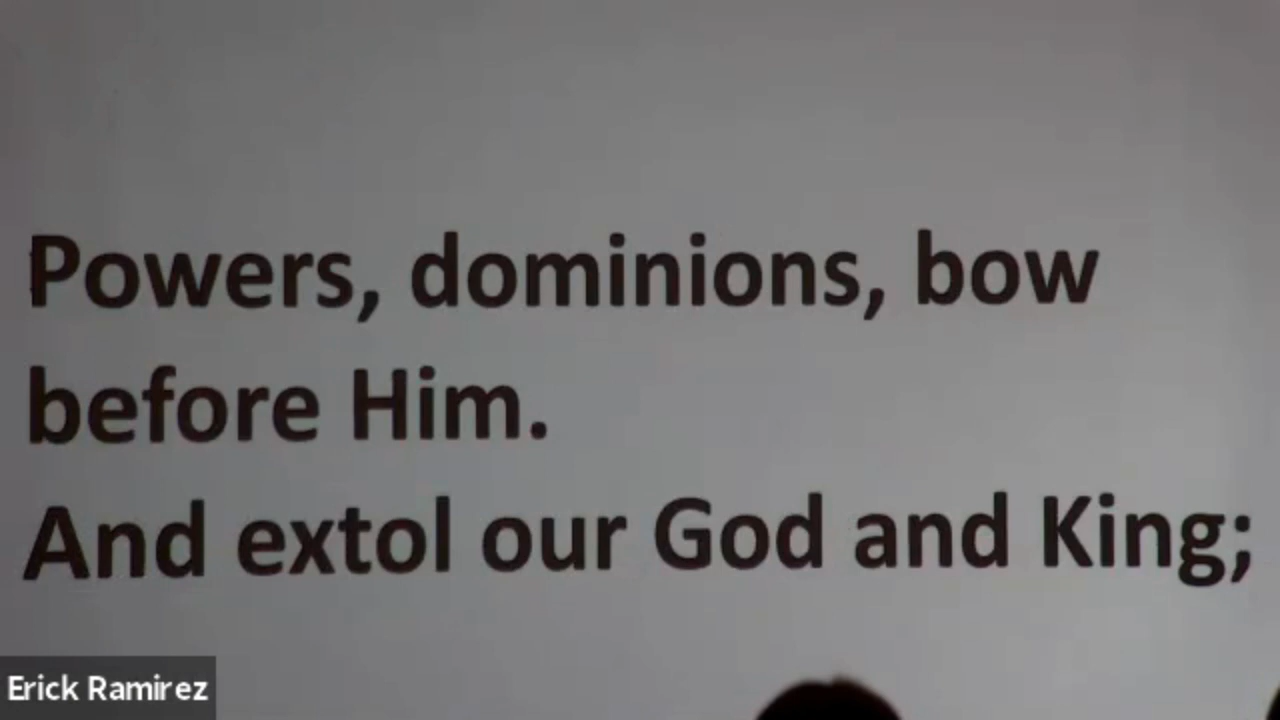 Powers, dominions, bow
before Him.
And extol our God and King;
Erick Ramirez